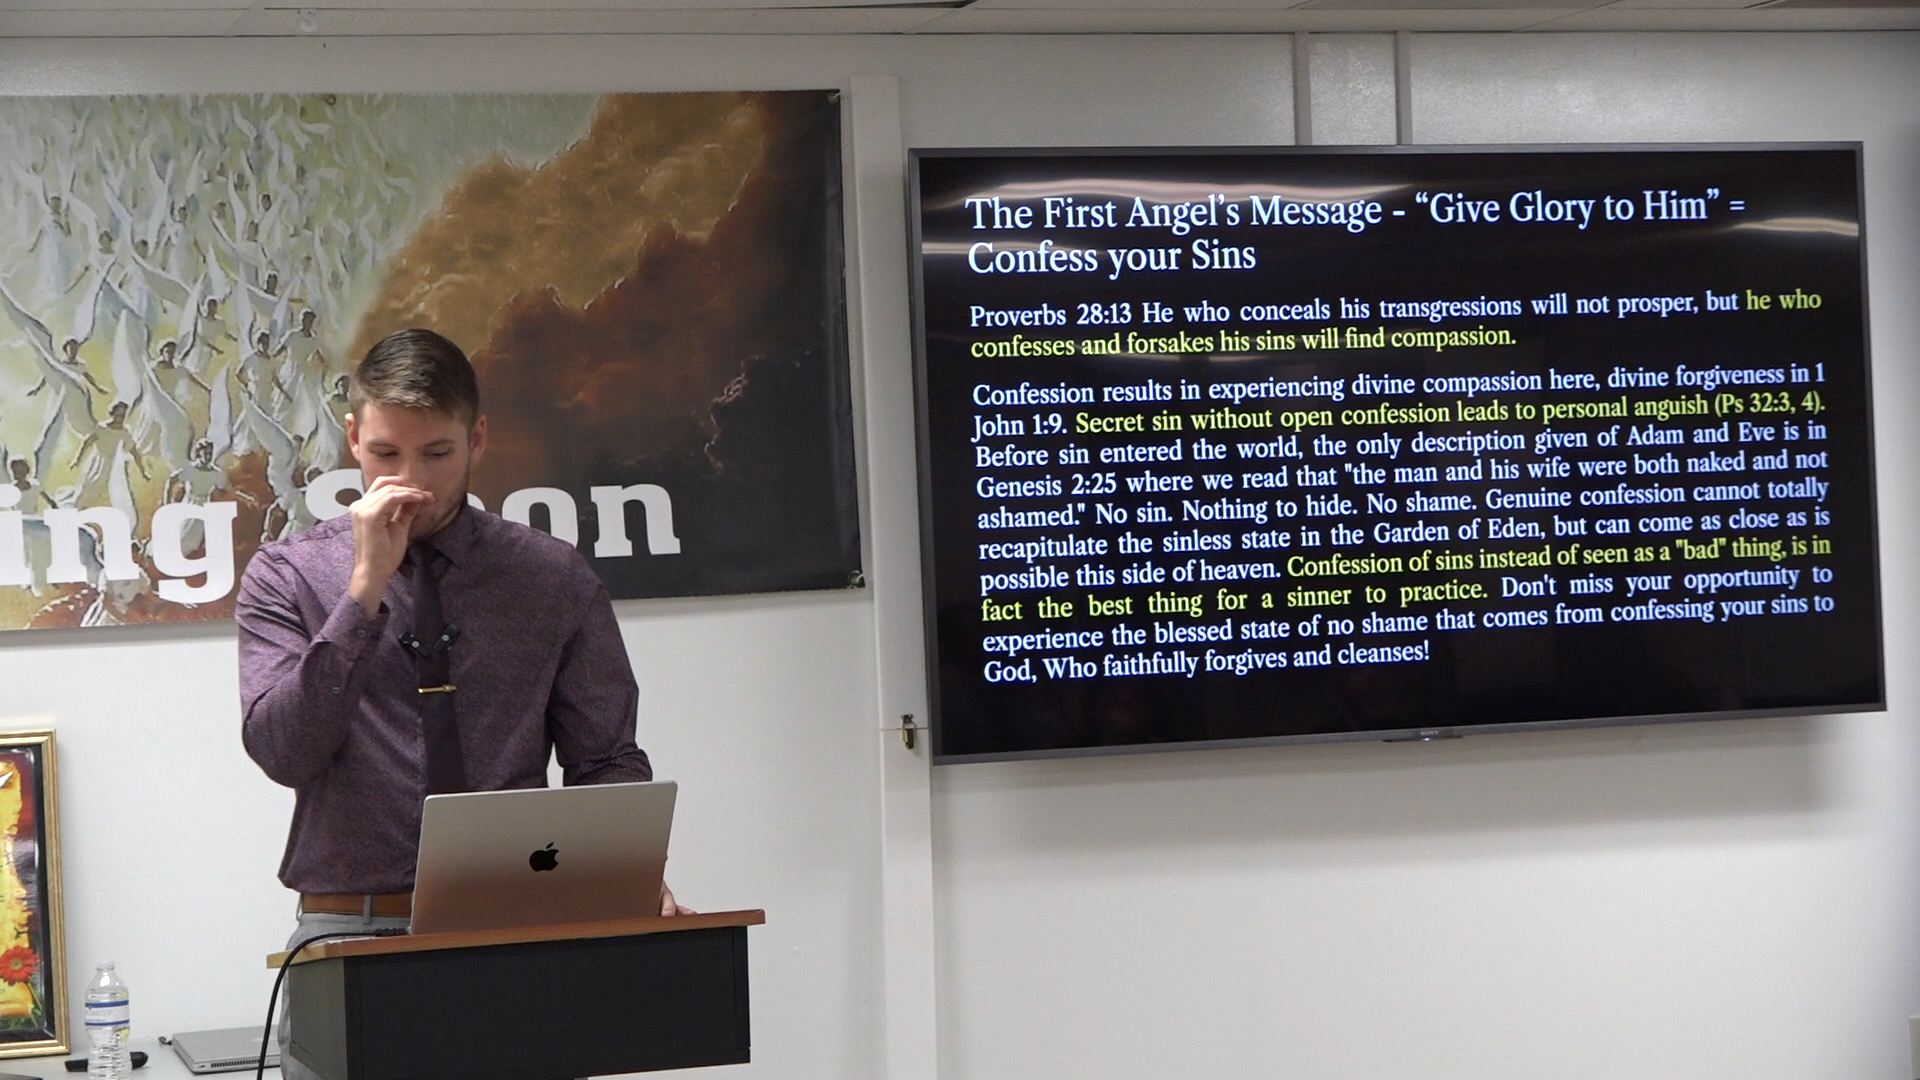 ing Soon
The First Angel's Message - “Give Glory to Him” =
Confess your Sins
Proverbs 28:13 He who conceals his transgressions will not prosper, but he who
confesses and forsakes his sins will find compassion.
Confession results in experiencing divine compassion here, divine forgiveness in 1
John 1:9. Secret sin without open confession leads to personal anguish (Ps 32:3, 4).
Before sin entered the world, the only description given of Adam and Eve is in
Genesis 2:25 where we read that "the man and his wife were both naked and not
ashamed." No sin. Nothing to hide. No shame. Genuine confession cannot totally
recapitulate the sinless state in the Garden of Eden, but can come as close as is
possible this side of heaven. Confession of sins instead of seen as a "bad" thing, is in
fact the best thing for a sinner to practice. Don't miss your opportunity to
experience the blessed state of no shame that comes from confessing your sins to
God, Who faithfully forgives and cleanses!
SONY